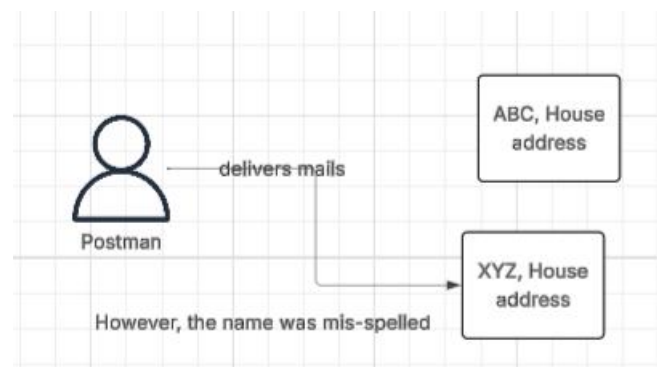 ABC, House
address
delivers mails
Postman
XYZ, House
address
However, the name was mis-spelled